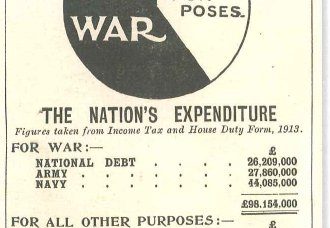 POSES.
WAR
THE NATION'S EXPENDITURE
Figures taken from Income Tax and House Duty Form, 1913.
FOR WAR:— £
NATIONAL DEBT . . . . . 26,209,000
ARMY . . . . . 27,860,000
NAVY . . . . . 44,085,000
£98,154,000
FOR ALL OTHER PURPOSES:— £